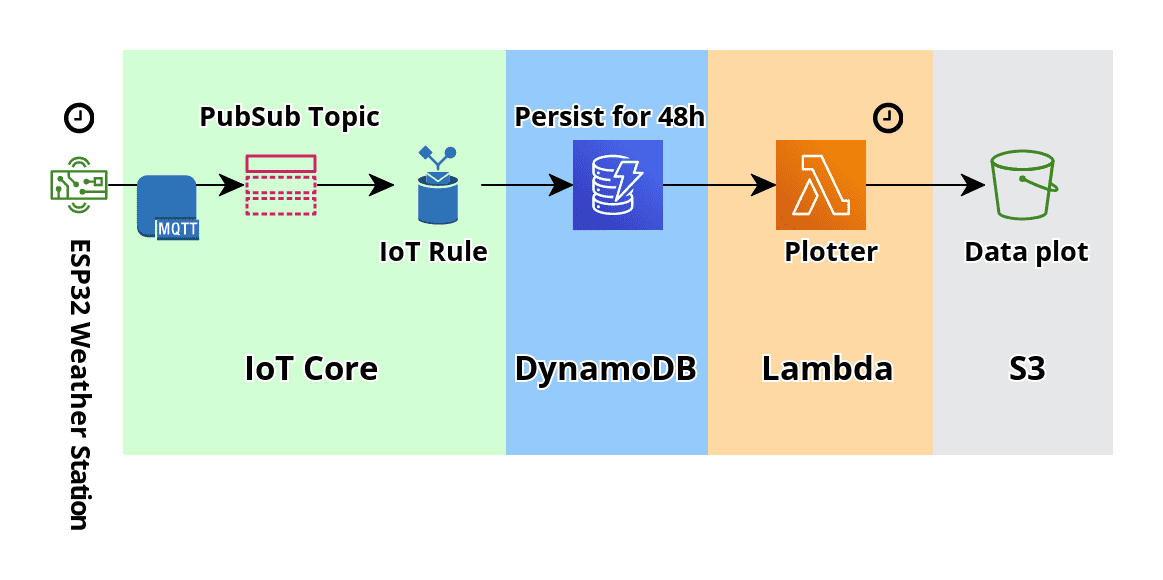 PubSub Topic
Persist for 48h
MQTT
IoT Rule
Plotter
Data plot
ESP32 Weather Station
IoT Core
DynamoDB
Lambda
S3